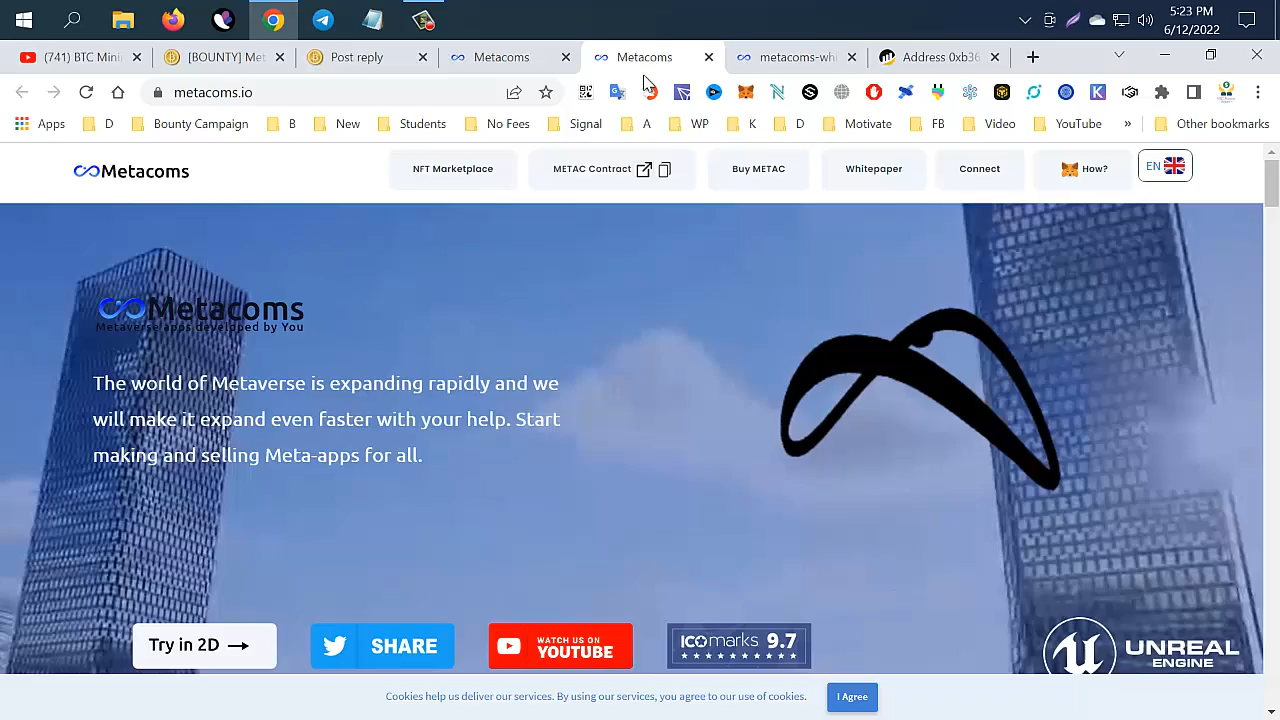 5:23 PM
6/12/2022
(741) BTC Mini
[BOUNTY] Met
Post reply
Metacoms
Metacoms
metacoms-whi
Address 0xb36
metacoms.io
Apps
D
Bounty Campaign
B
New
Students
No Fees
Signal
A
WP
K
D
Motivate
FB
Video
YouTube
»
Other bookmarks
Metacoms
NFT Marketplace
METAC Contract
Buy METAC
Whitepaper
Connect
How?
EN
Metacoms
Metaverse apps developed by You
The world of Metaverse is expanding rapidly and we
will make it expand even faster with your help. Start
making and selling Meta-apps for all.
Try in 2D
SHARE
WATCH US ON
YOUTUBE
ICOmarks 9.7
UNREAL
ENGINE
Cookies help us deliver our services. By using our services, you agree to our use of cookies.
I Agree